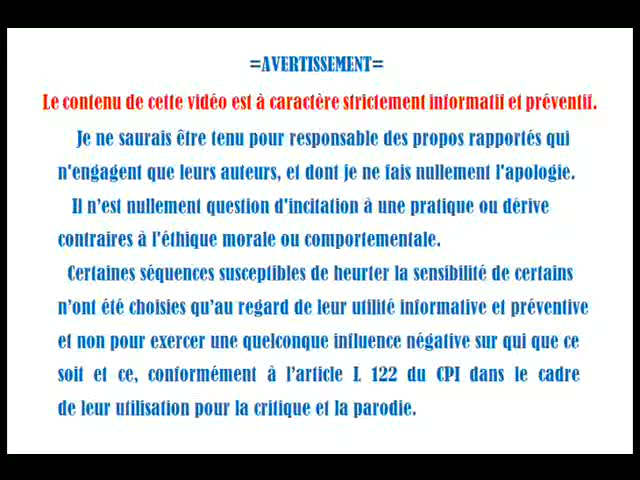 =AVERTISSEMENT=
Le contenu de cette vidéo est à caractère strictement informatif et préventif.
Je ne saurais être tenu pour responsable des propos rapportés qui
n'engagent que leurs auteurs, et dont je ne fais nullement l'apologie.
Il n'est nullement question d'incitation à une pratique ou dérive
contraires à l'éthique morale ou comportementale.
Certaines séquences susceptibles de heurter la sensibilité de certains
n'ont été choisies qu'au regard de leur utilité informative et préventive
et non pour exercer une quelconque influence négative sur qui que ce
soit et ce, conformément à l'article L 122 du CPI dans le cadre
de leur utilisation pour la critique et la parodie.